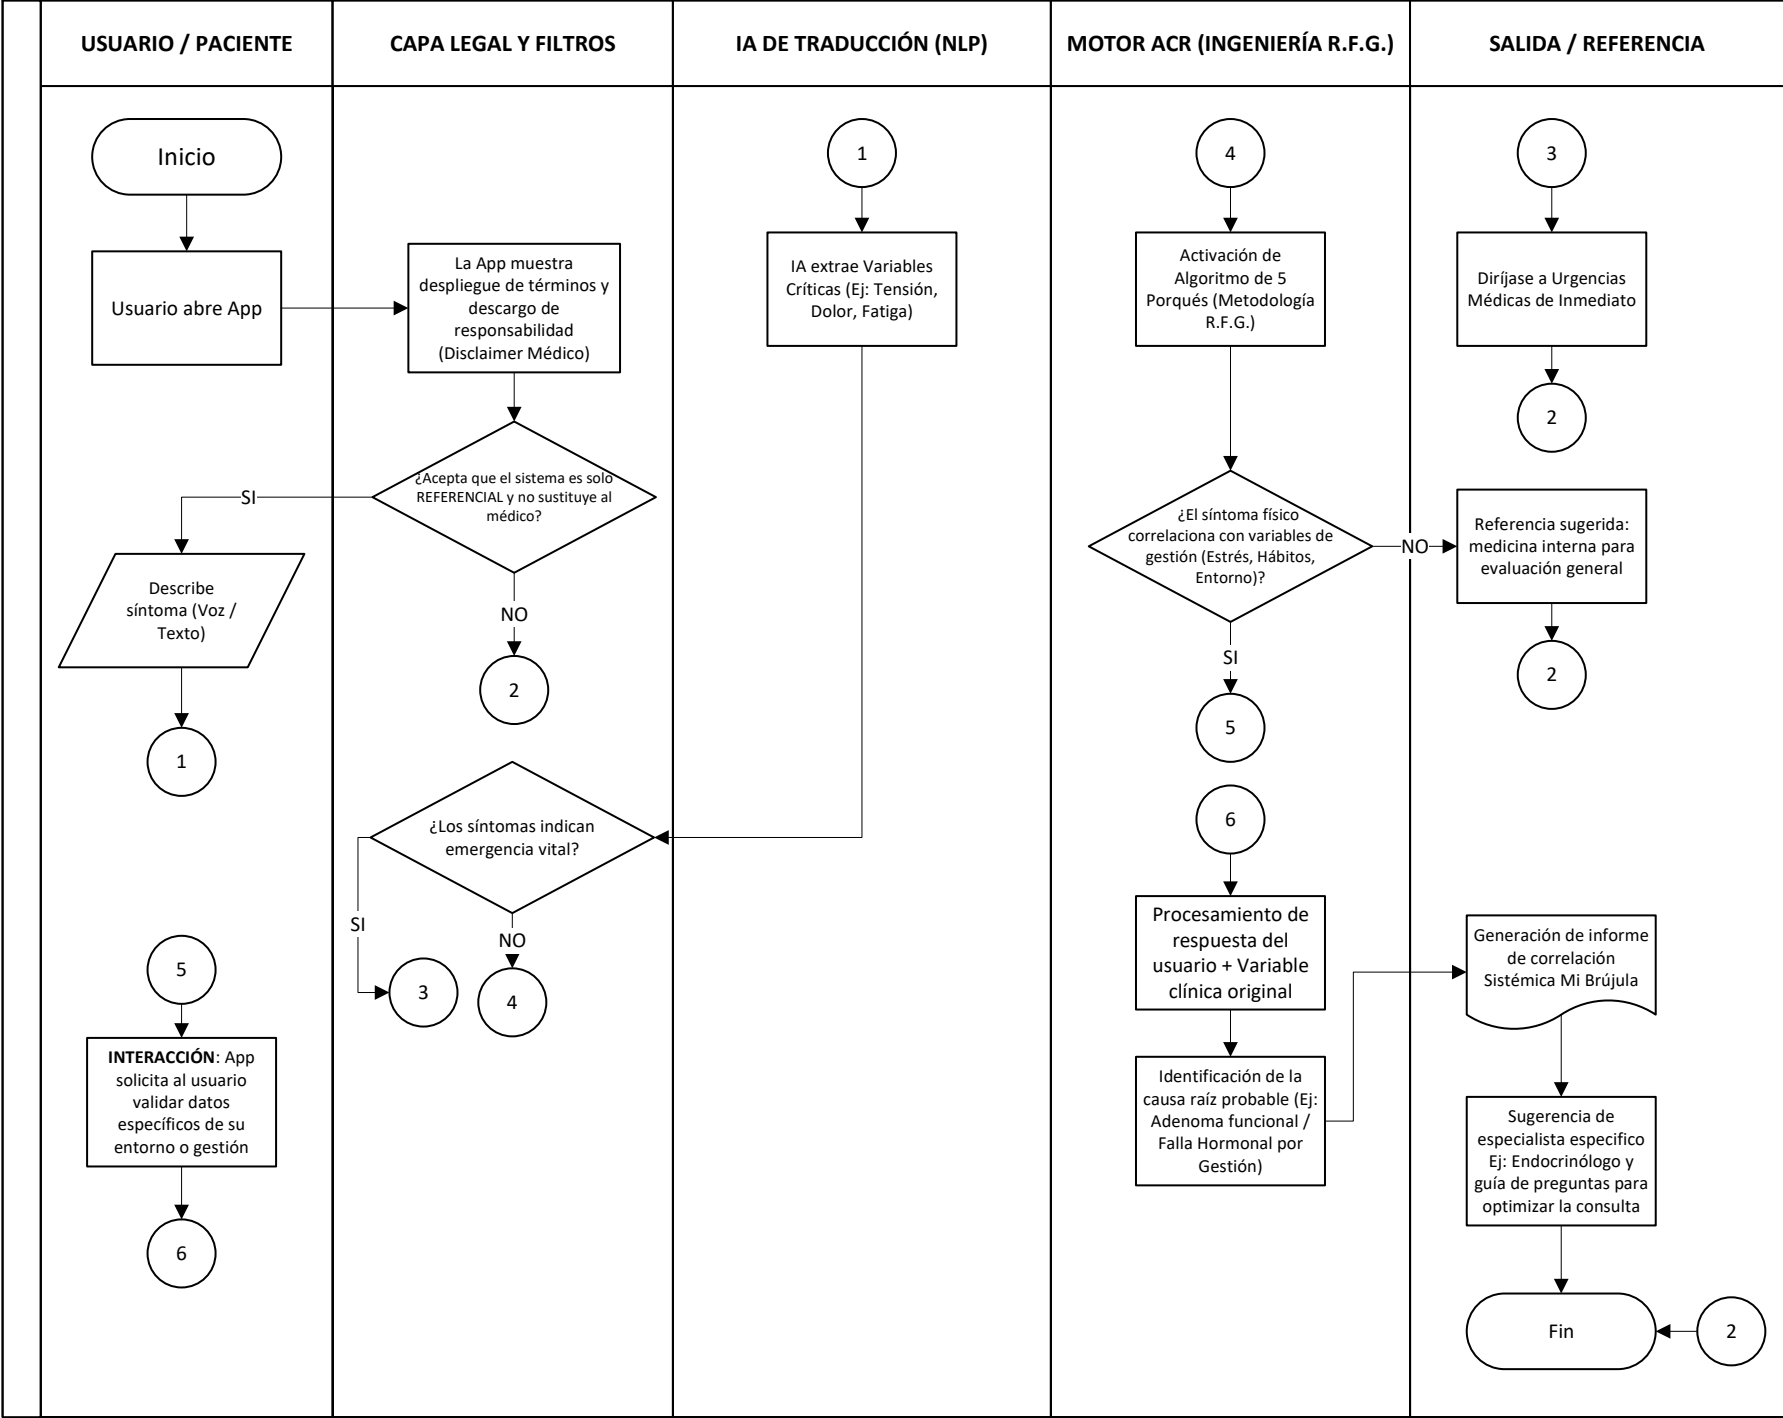 USUARIO / PACIENTE
CAPA LEGAL Y FILTROS
IA DE TRADUCCIÓN (NLP)
MOTOR ACR (INGENIERÍA R.F.G.)
SALIDA / REFERENCIA
Inicio
Usuario abre App
SI
Describe
síntoma (Voz /
Texto)
1
5
INTERACCIÓN: App
solicita al usuario
validar datos
específicos de su
entorno o gestión
6
La App muestra
despliegue de términos y
descargo de
responsabilidad
(Disclaimer Médico)
¿Acepta que el sistema es solo
REFERENCIAL y no sustituye al
médico?
NO
2
¿Los síntomas indican
emergencia vital?
SI
NO
3
4
1
IA extrae Variables
Críticas (Ej: Tensión,
Dolor, Fatiga)
4
Activación de
Algoritmo de 5
Porqués (Metodología
R.F.G.)
¿El síntoma físico
correlaciona con variables de
gestión (Estrés, Hábitos,
Entorno)?
NO
SI
5
6
Procesamiento de
respuesta del
usuario + Variable
clínica original
Identificación de la
causa raíz probable (Ej:
Adenoma funcional /
Falla Hormonal por
Gestión)
3
Diríjase a Urgencias
Médicas de Inmediato
2
Referencia sugerida:
medicina interna para
evaluación general
2
Generación de informe
de correlación
Sistémica Mi Brújula
Sugerencia de
especialista especifico
Ej: Endocrinólogo y
guía de preguntas para
optimizar la consulta
Fin
2